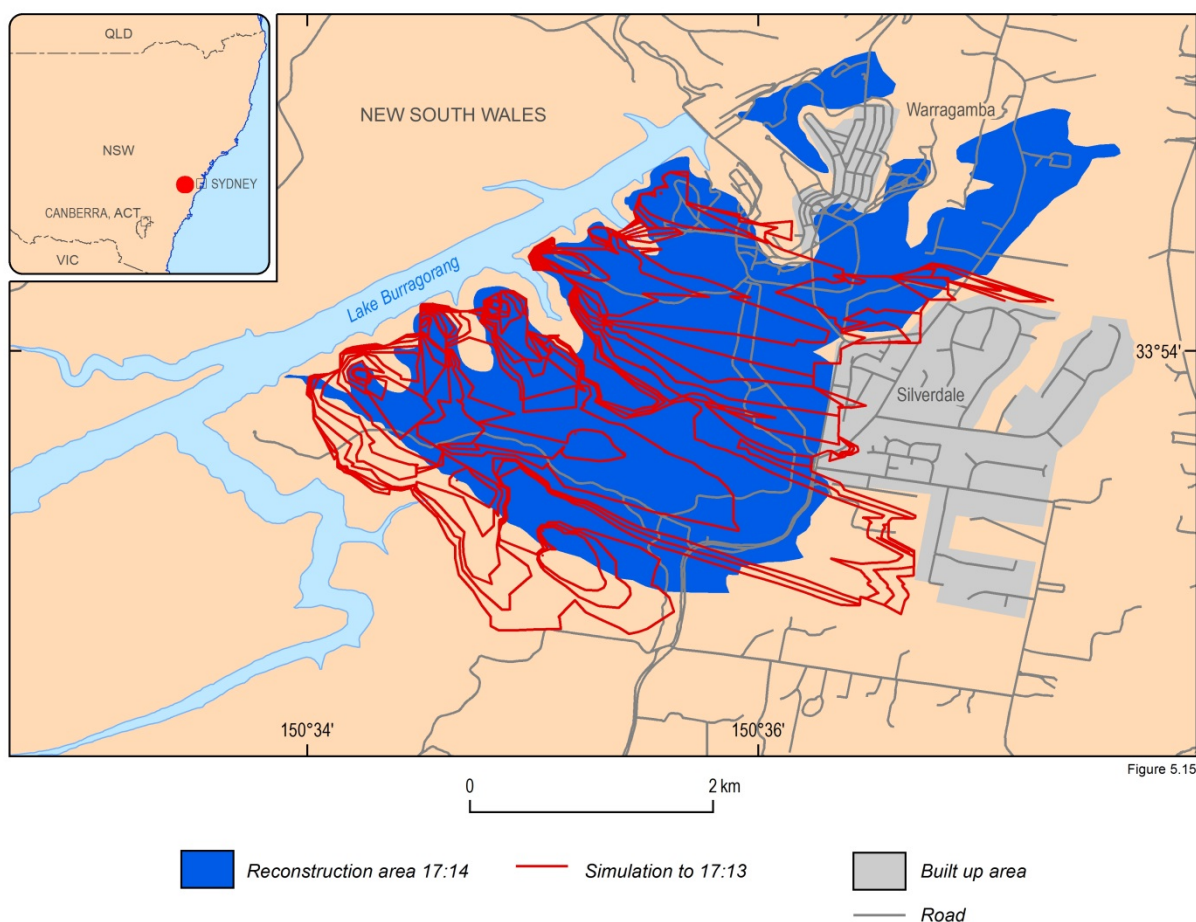 QLD
NSW
SYDNEY
CANBERRA, ACT
VIC
NEW SOUTH WALES
Warragamba
Lake Burragorang
33°54'
Silverdale
150°34'
150°36'
Figure 5.15
0 2 km
Reconstruction area 17:14
Simulation to 17:13
Built up area
Road